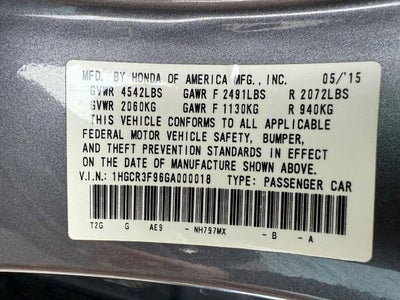 MFD. BY HONDA OF AMERICA MFG., INC. 05/'15
GVWR 4542LBS GAWR F 2491LBS R 2072LBS
GVWR 2060KG GAWR F 1130KG R 940KG
THIS VEHICLE CONFORMS TO ALL APPLICABLE
FEDERAL MOTOR VEHICLE SAFETY, BUMPER,
AND THEFT PREVENTION STANDARDS IN EFFECT
ON THE DATE OF MANUFACTURE SHOWN ABOVE.
V.I.N.: 1HGCR3F96GA000018 TYPE: PASSENGER CAR
T2G G AE9 - NH797MX - B - A